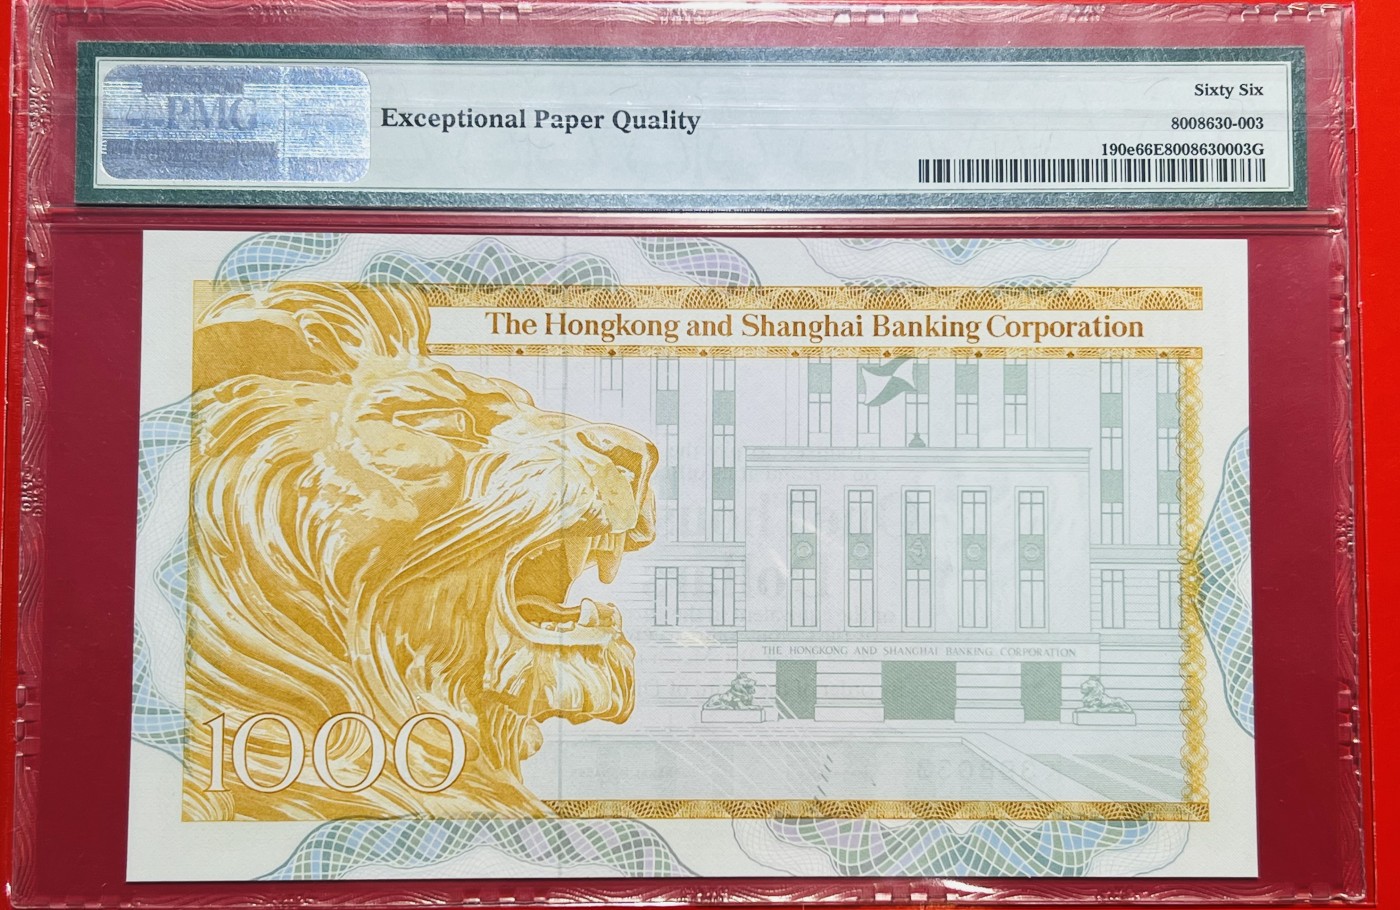 PMG
Exceptional Paper Quality
Sixty Six
8008630-003
190e66E8008630003G
The Hongkong and Shanghai Banking Corporation
THE HONGKONG AND SHANGHAI BANKING CORPORATION
1000